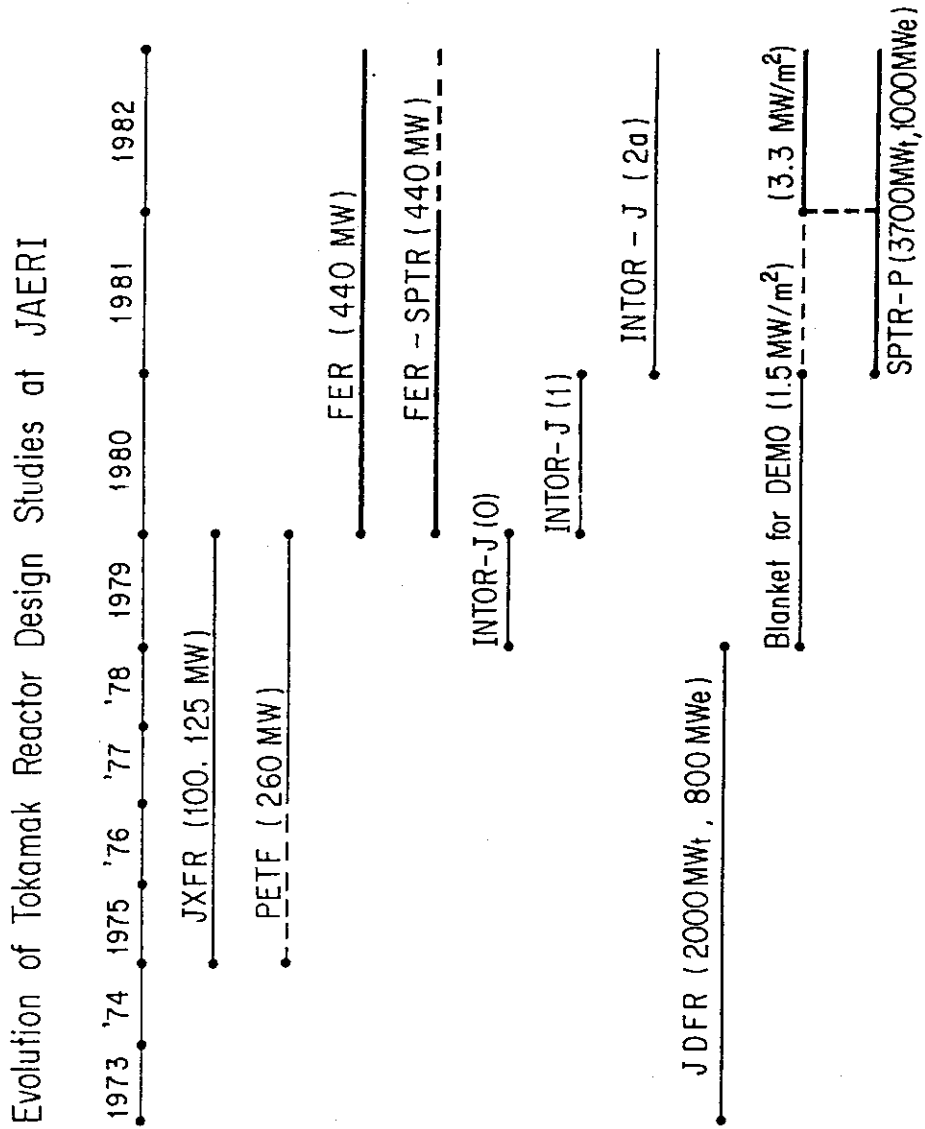 Evolution of Tokamak Reactor Design Studies at JAERI
1973 '74 1975 '76 '77 '78 1979 1980 1981 1982
JXFR (100. 125 MW)
PETF (260 MW)
FER (440 MW)
FER - SPTR (440 MW)
INTOR-J (0)
INTOR-J (1)
INTOR - J (2a)
JDFR (2000MWt, 800MWe)
Blanket for DEMO (1.5MW/m²) (3.3 MW/m²)
SPTR-P (3700MWt, 1000MWe)